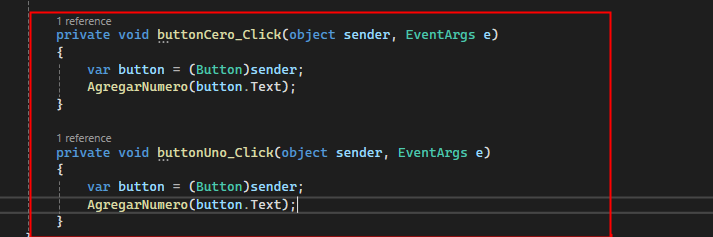 1 reference
private void buttonCero_Click(object sender, EventArgs e)
{
var button = (Button)sender;
AgregarNumero(button.Text);
}
1 reference
private void buttonUno_Click(object sender, EventArgs e)
{
var button = (Button)sender;
AgregarNumero(button.Text);
}